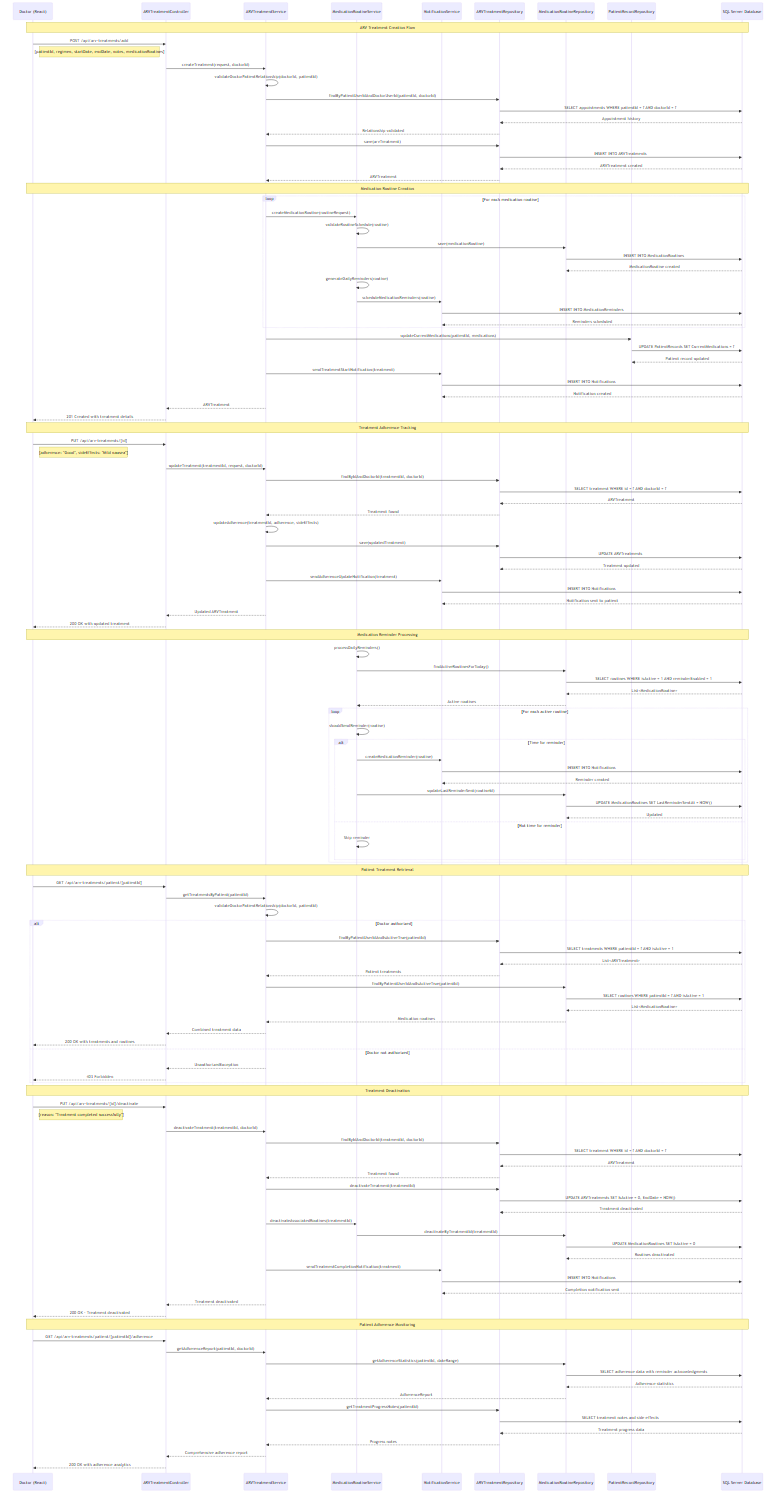 Doctor (React)
ARVTreatmentController
ARVTreatmentService
MedicationRoutineService
NotificationService
ARVTreatmentRepository
MedicationRoutineRepository
PatientRecordRepository
SQL Server Database
ARV Treatment Creation Flow
POST /api/arv-treatments/add
{patientId, regimen, startDate, endDate, notes, medicationRoutines}
createTreatment(request, doctorId)
validateDoctorPatientRelationship(doctorId, patientId)
findByPatientUserIdAndDoctorUserId(patientId, doctorId)
SELECT appointments WHERE patientId = ? AND doctorId = ?
Appointment history
Relationship validated
save(arvTreatment)
INSERT INTO ARVTreatments
ARVTreatment created
ARVTreatment
Medication Routine Creation
loop
[For each medication routine]
createMedicationRoutine(routineRequest)
validateRoutineSchedule(routine)
save(medicationRoutine)
INSERT INTO MedicationRoutines
MedicationRoutine created
generateDailyReminders(routine)
scheduleMedicationReminders(routine)
INSERT INTO MedicationReminders
Reminders scheduled
updateCurrentMedications(patientId, medications)
UPDATE PatientRecords SET CurrentMedications = ?
Patient record updated
sendTreatmentStartNotification(treatment)
INSERT INTO Notifications
Notification created
ARVTreatment
201 Created with treatment details
Treatment Adherence Tracking
PUT /api/arv-treatments/{id}
{adherence: "Good", sideEffects: "Mild nausea"}
updateTreatment(treatmentId, request, doctorId)
findByIdAndDoctorId(treatmentId, doctorId)
SELECT treatment WHERE id = ? AND doctorId = ?
ARVTreatment
Treatment found
updateAdherence(treatmentId, adherence, sideEffects)
save(updatedTreatment)
UPDATE ARVTreatments
Treatment updated
sendAdherenceUpdateNotification(treatment)
INSERT INTO Notifications
Notification sent to patient
Updated ARVTreatment
200 OK with updated treatment
Medication Reminder Processing
processDailyReminders()
findActiveRoutinesForToday()
SELECT routines WHERE isActive = 1 AND reminderEnabled = 1
List<MedicationRoutine>
Active routines
loop
[For each active routine]
shouldSendReminder(routine)
alt
[Time for reminder]
createMedicationReminder(routine)
INSERT INTO Notifications
Reminder created
updateLastReminderSent(routineId)
UPDATE MedicationRoutines SET LastReminderSentAt = NOW()
Updated
[Not time for reminder]
Skip reminder
Patient Treatment Retrieval
GET /api/arv-treatments/patient/{patientId}
getTreatmentsByPatient(patientId)
validateDoctorPatientRelationship(doctorId, patientId)
alt
[Doctor authorized]
findByPatientUserIdAndIsActiveTrue(patientId)
SELECT treatments WHERE patientId = ? AND isActive = 1
List<ARVTreatment>
Patient treatments
findByPatientUserIdAndIsActiveTrue(patientId)
SELECT routines WHERE patientId = ? AND isActive = 1
List<MedicationRoutine>
Medication routines
Combined treatment data
200 OK with treatments and routines
[Doctor not authorized]
UnauthorizedException
403 Forbidden
Treatment Deactivation
PUT /api/arv-treatments/{id}/deactivate
{reason: "Treatment completed successfully"}
deactivateTreatment(treatmentId, doctorId)
findByIdAndDoctorId(treatmentId, doctorId)
SELECT treatment WHERE id = ? AND doctorId = ?
ARVTreatment
Treatment found
deactivateTreatment(treatmentId)
UPDATE ARVTreatments SET IsActive = 0, EndDate = NOW()
Treatment deactivated
deactivateAssociatedRoutines(treatmentId)
deactivateByTreatmentId(treatmentId)
UPDATE MedicationRoutines SET IsActive = 0
Routines deactivated
sendTreatmentCompletionNotification(treatment)
INSERT INTO Notifications
Completion notification sent
Treatment deactivated
200 OK - Treatment deactivated
Patient Adherence Monitoring
GET /api/arv-treatments/patient/{patientId}/adherence
getAdherenceReport(patientId, doctorId)
getAdherenceStatistics(patientId, dateRange)
SELECT adherence data with reminder acknowledgments
Adherence statistics
AdherenceReport
getTreatmentProgressNotes(patientId)
SELECT treatment notes and side effects
Treatment progress data
Progress notes
Comprehensive adherence report
200 OK with adherence analytics
Doctor (React)
ARVTreatmentController
ARVTreatmentService
MedicationRoutineService
NotificationService
ARVTreatmentRepository
MedicationRoutineRepository
PatientRecordRepository
SQL Server Database